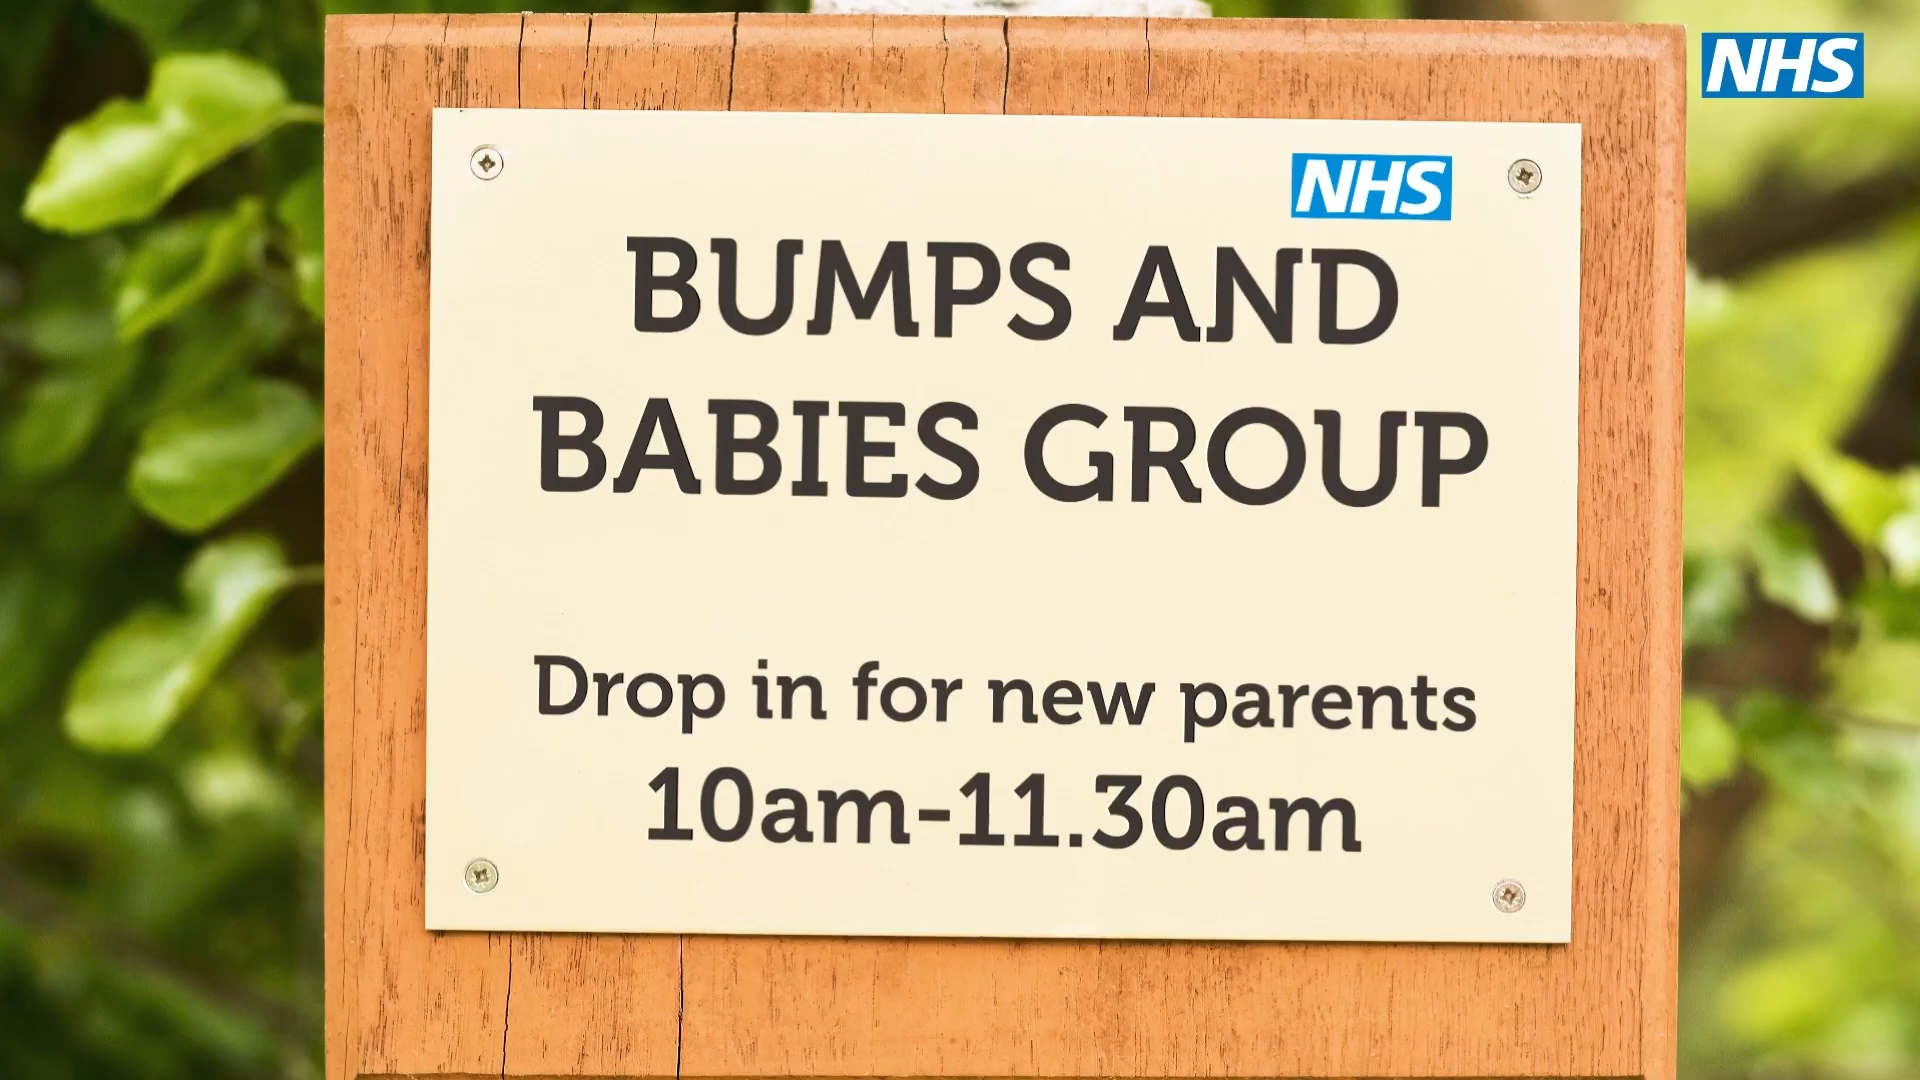 NHS
NHS
BUMPS AND
BABIES GROUP
Drop in for new parents
10am-11.30am